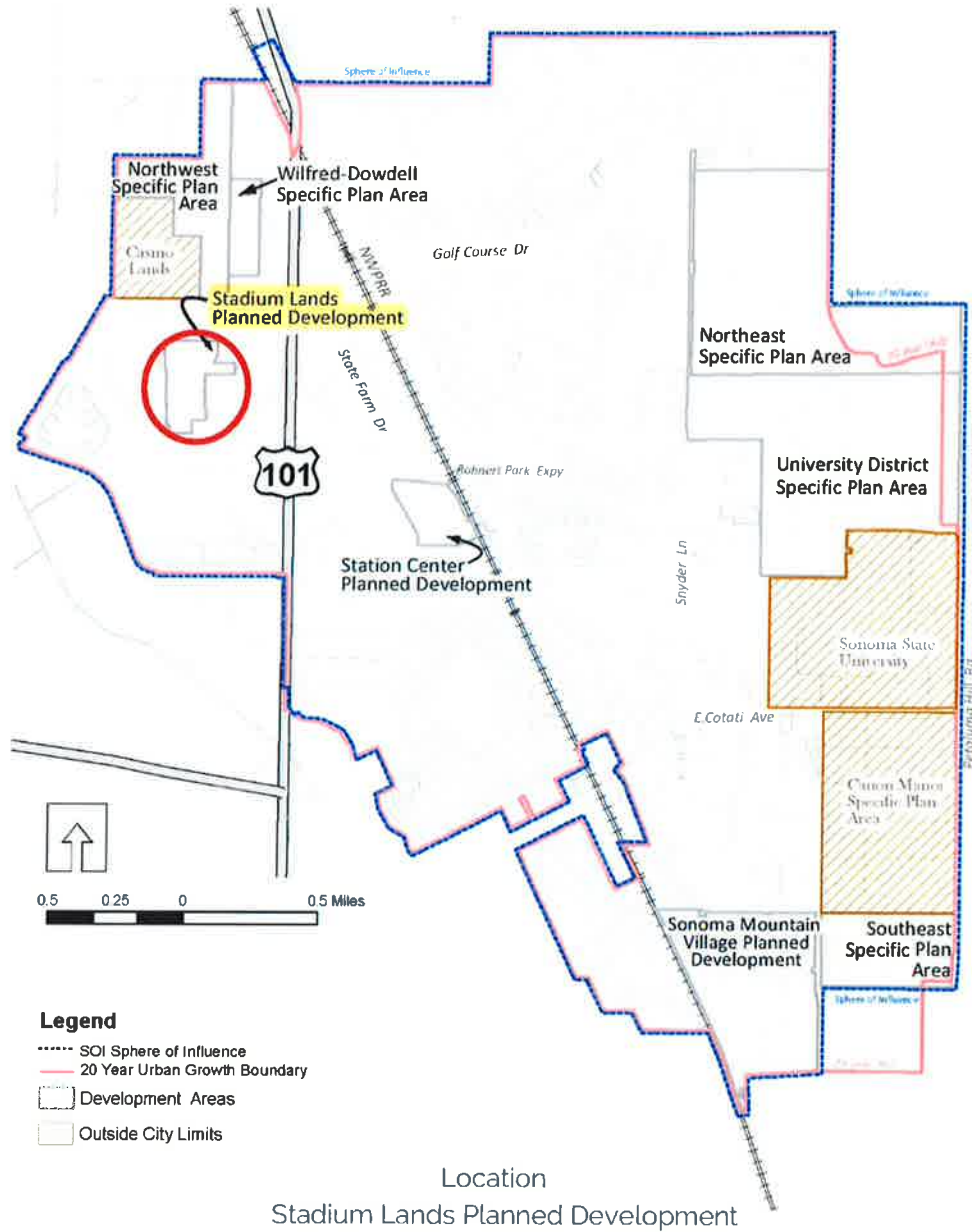 Sphere of Influence
Northwest
Specific Plan
Area
Wilfred-Dowdell
Specific Plan Area
Casino
Lands
Golf Course Dr
NWPRR
Stadium Lands
Planned Development
Sphere of Influence
Northeast
Specific Plan Area
State Farm Dr
101
Rohnert Park Expy
University District
Specific Plan Area
Station Center
Planned Development
Snyder Ln
Sonoma State
University
E.Cotati Ave
Petaluma Hill Rd
Canon Manor
Specific Plan
Area
0.5 0.25 0 0.5 Miles
Sonoma Mountain
Village Planned
Development
Southeast
Specific Plan
Area
Sphere of Influence
Legend
SOI Sphere of Influence
20 Year Urban Growth Boundary
Development Areas
Outside City Limits
Location
Stadium Lands Planned Development